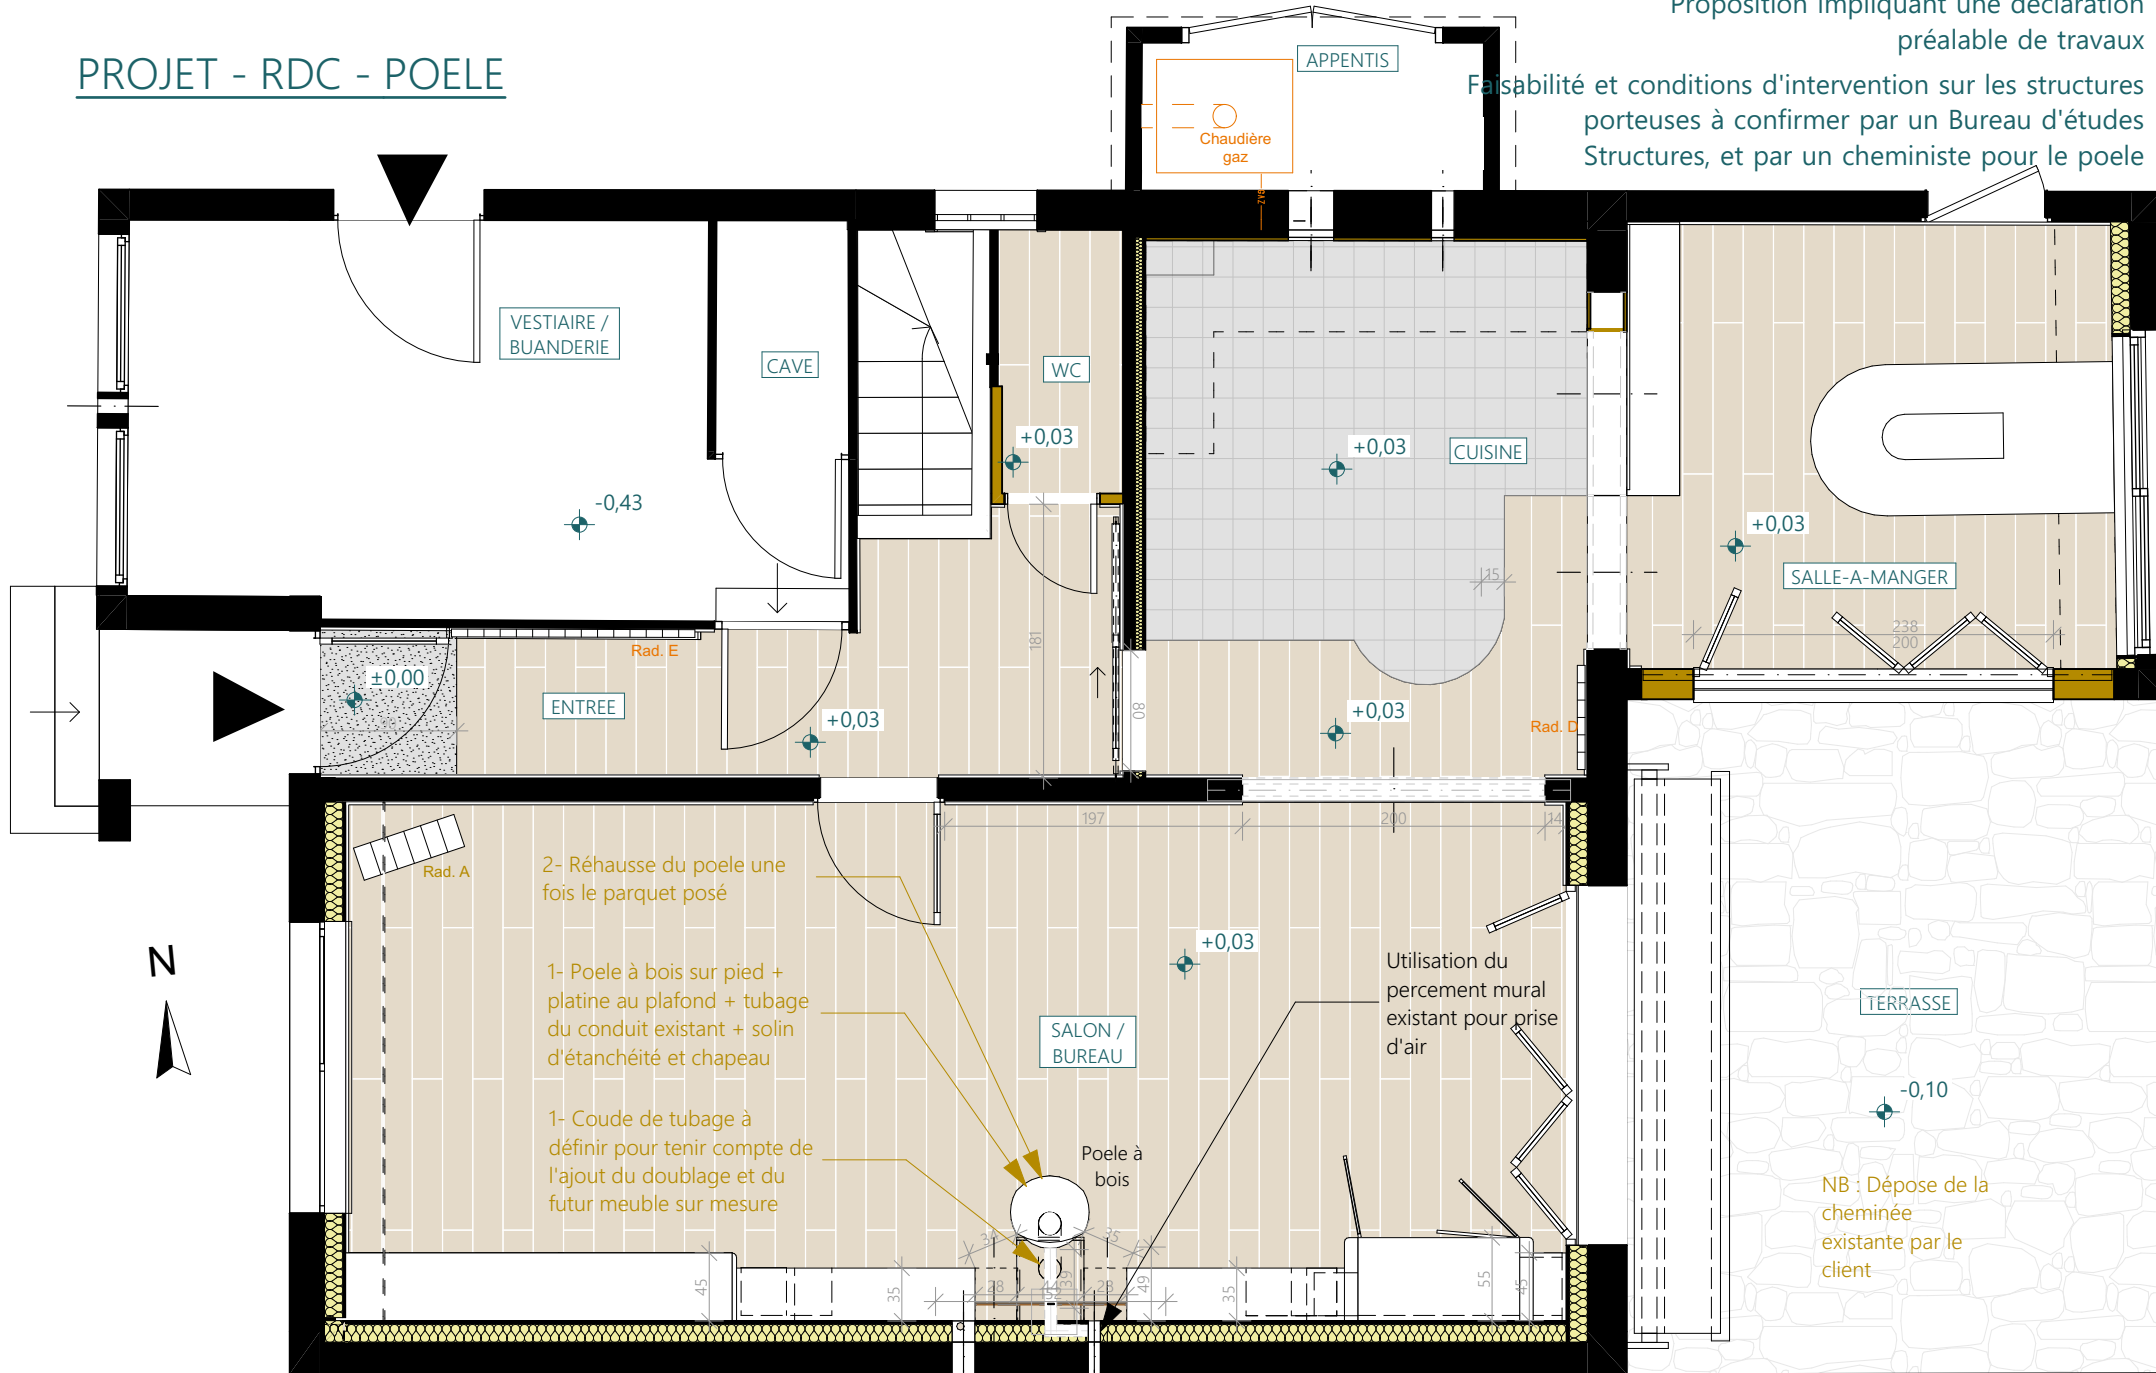 Proposition impliquant une déclaration
préalable de travaux
PROJET - RDC - POELE
Faisabilité et conditions d'intervention sur les structures
porteuses à confirmer par un Bureau d'études
Structures, et par un cheministe pour le poele
APPENTIS
Chaudière
gaz
GAZ
VESTIAIRE /
BUANDERIE
CAVE
WC
+0,03
-0,43
+0,03
CUISINE
+0,03
SALLE-A-MANGER
15
238
200
181
80
Rad. E
±0,00
90
ENTREE
+0,03
+0,03
Rad. D
197
200
14
Rad. A
2- Réhausse du poele une
fois le parquet posé
+0,03
N
1- Poele à bois sur pied +
platine au plafond + tubage
du conduit existant + solin
d'étanchéité et chapeau
Utilisation du
percement mural
existant pour prise
d'air
SALON /
BUREAU
TERRASSE
-0,10
1- Coude de tubage à
définir pour tenir compte de
l'ajout du doublage et du
futur meuble sur mesure
Poele à
bois
NB : Dépose de la
cheminée
existante par le
client
34
35
45
35
28
28
39
49
35
55
45